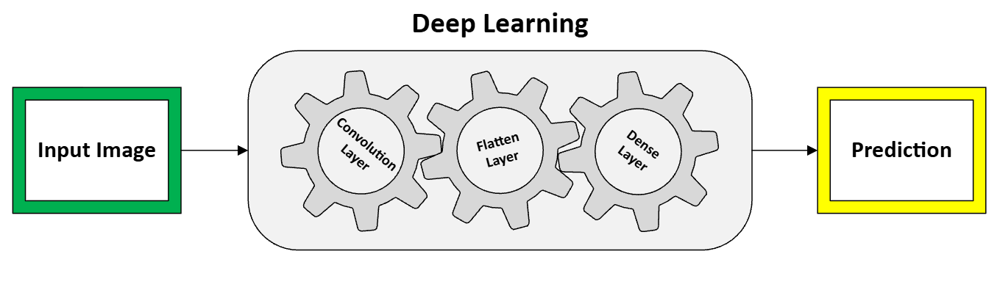 Deep Learning
Input Image
Convolution
Layer
Flatten
Layer
Dense
Layer
Prediction